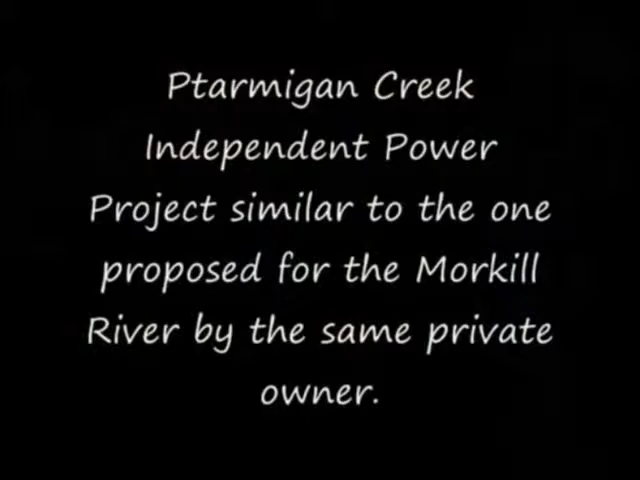 Ptarmigan Creek
Independent Power
Project similar to the one
proposed for the Morkill
River by the same private
owner.